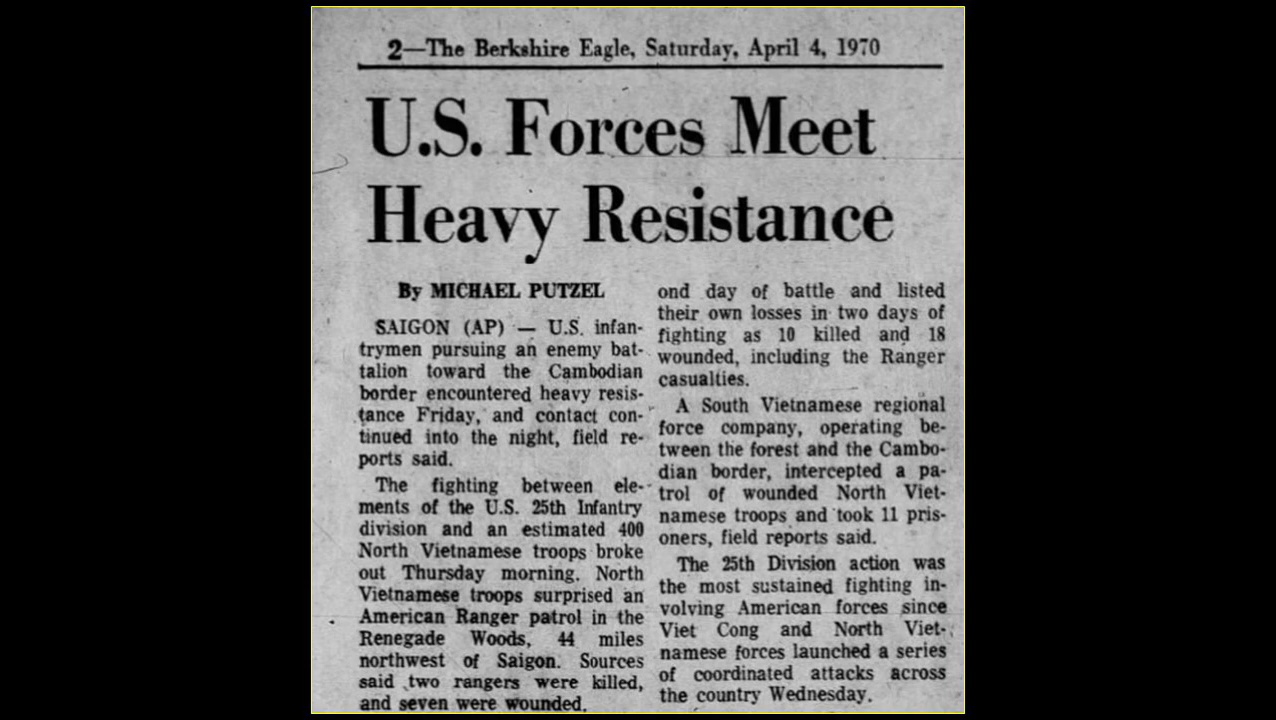 2—The Berkshire Eagle, Saturday, April 4, 1970
U.S. Forces Meet
Heavy Resistance
By MICHAEL PUTZEL
SAIGON (AP) — U.S. infan-
trymen pursuing an enemy bat-
talion toward the Cambodian
border encountered heavy resis-
tance Friday, and contact con-
tinued into the night, field re-
ports said.
The fighting between ele-
ments of the U.S. 25th Infantry
division and an estimated 400
North Vietnamese troops broke
out Thursday morning. North
Vietnamese troops surprised an
American Ranger patrol in the
Renegade Woods, 44 miles
northwest of Saigon. Sources
said two rangers were killed,
and seven were wounded.
ond day of battle and listed
their own losses in two days of
fighting as 10 killed and 18
wounded, including the Ranger
casualties.
A South Vietnamese regional
force company, operating be-
tween the forest and the Cambo-
dian border, intercepted a pa-
trol of wounded North Viet-
namese troops and took 11 pris-
oners, field reports said.
The 25th Division action was
the most sustained fighting in-
volving American forces since
Viet Cong and North Viet-
namese forces launched a series
of coordinated attacks across
the country Wednesday.